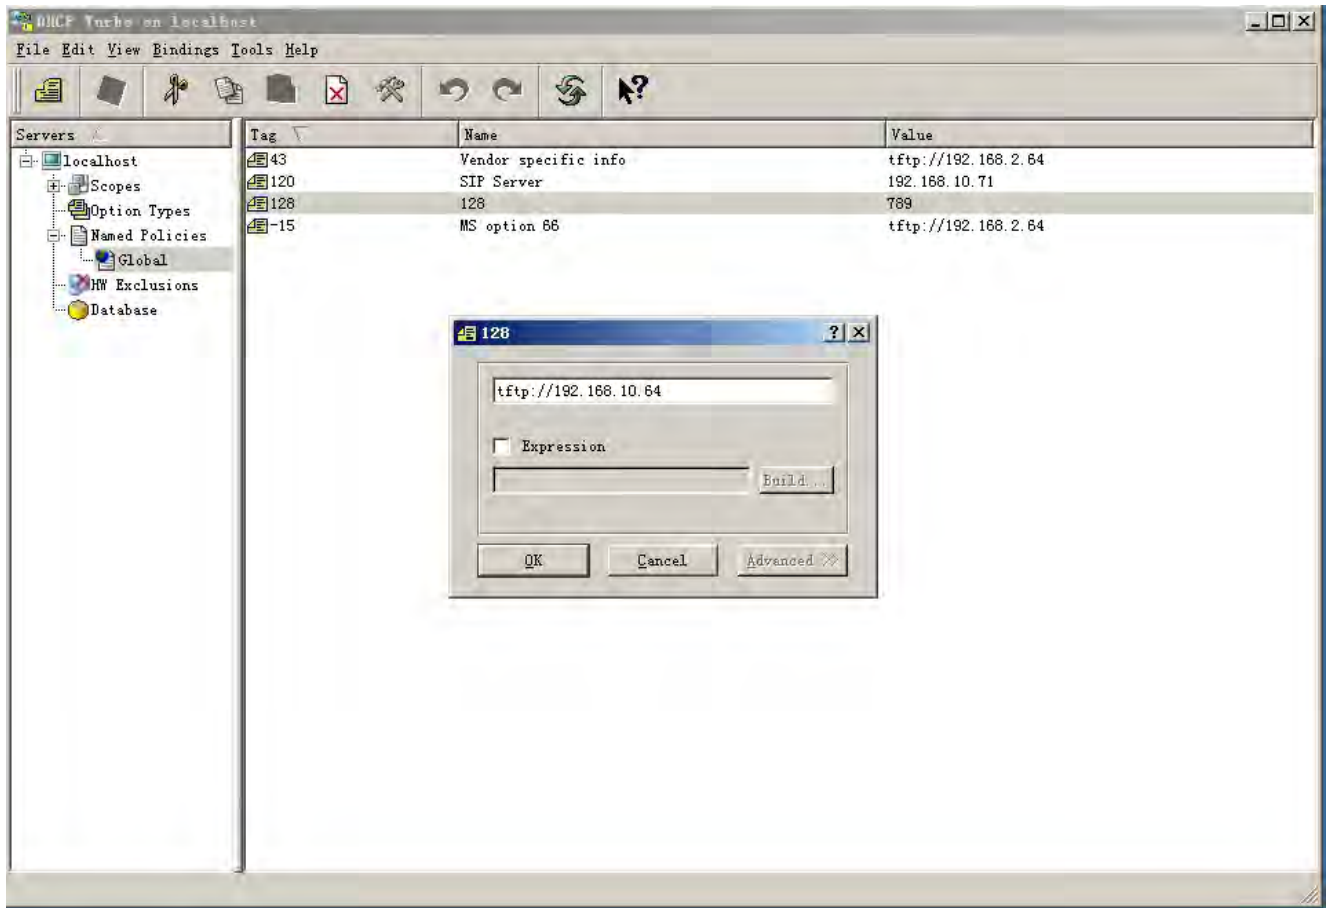 DHCP Turbo on localhost
File Edit View Bindings Tools Help
Servers
Tag Name Value
localhost
Scopes
Option Types
Named Policies
Global
HW Exclusions
Database
43 Vendor specific info tftp://192.168.2.64
120 SIP Server 192.168.10.71
128 128 789
-15 MS option 66 tftp://192.168.2.64
128
tftp://192.168.10.64
Expression
Build...
OK Cancel Advanced >>